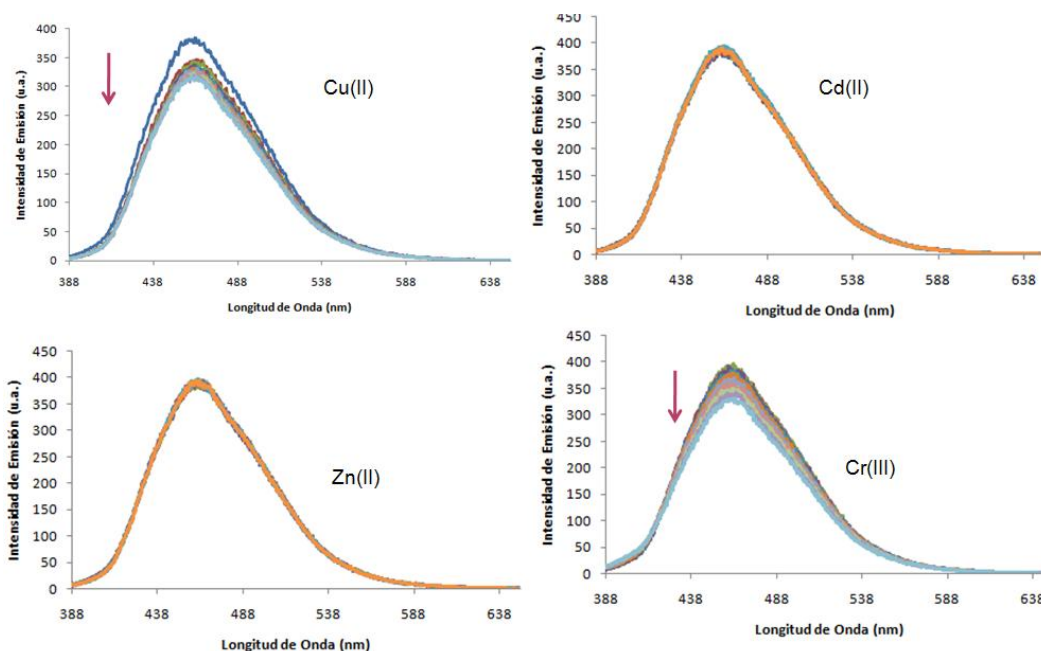 400
350
300
250
200
150
100
50
0
Intensidad de Emisión (u.a.)
Cu(II)
388 438 488 538 588 638
Longitud de Onda (nm)
450
400
350
300
250
200
150
100
50
0
Intensidad de Emisión (u.a.)
Cd(II)
388 438 488 538 588 638
Longitud de Onda (nm)
450
400
350
300
250
200
150
100
50
0
Intensidad de Emisión (u.a.)
Zn(II)
388 438 488 538 588 638
Longitud de Onda (nm)
450
400
350
300
250
200
150
100
50
0
Intensidad de Emisión (u.a.)
Cr(III)
388 438 488 538 588 638
Longitud de Onda (nm)